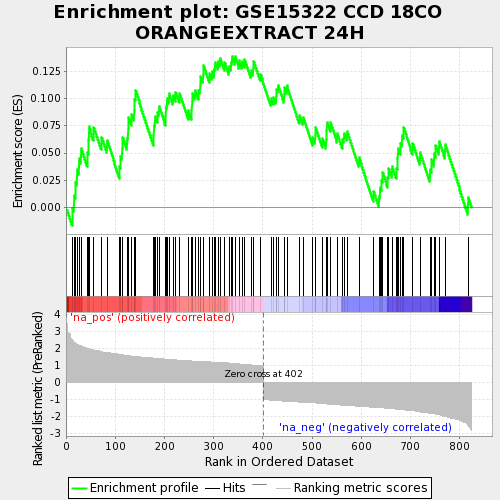 Enrichment plot: GSE15322 CCD 18CO
ORANGEEXTRACT 24H
Enrichment score (ES)
0.125
0.100
0.075
0.050
0.025
0.000
'na_pos' (positively correlated)
Ranked list metric (PreRanked)
4
3
2
1
0
-1
-2
-3
Zero cross at 402
'na_neg' (negatively correlated)
0 100 200 300 400 500 600 700 800
Rank in Ordered Dataset
Enrichment profile Hits Ranking metric scores